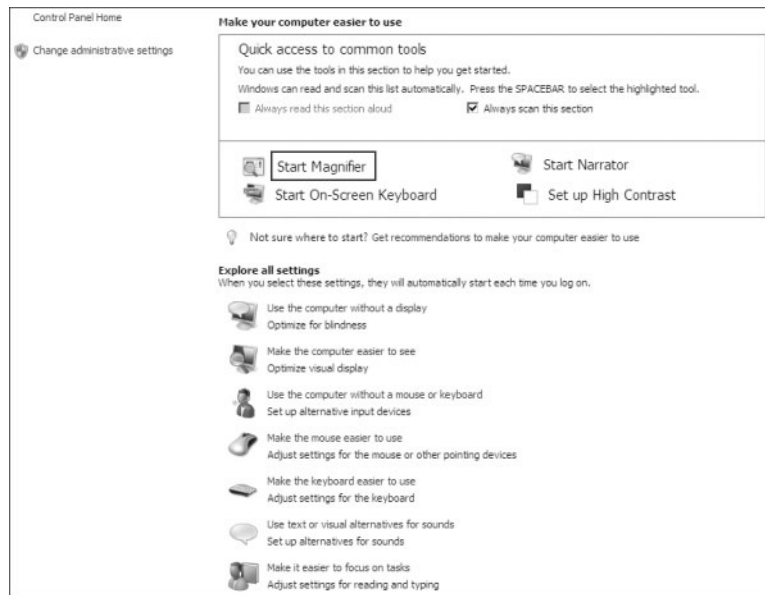 Control Panel Home
Change administrative settings
Make your computer easier to use
Quick access to common tools
You can use the tools in this section to help you get started.
Windows can read and scan this list automatically. Press the SPACEBAR to select the highlighted tool.
Always read this section aloud
Always scan this section
Start Magnifier
Start Narrator
Start On-Screen Keyboard
Set up High Contrast
Not sure where to start? Get recommendations to make your computer easier to use
Explore all settings
When you select these settings, they will automatically start each time you log on.
Use the computer without a display
Optimize for blindness
Make the computer easier to see
Optimize visual display
Use the computer without a mouse or keyboard
Set up alternative input devices
Make the mouse easier to use
Adjust settings for the mouse or other pointing devices
Make the keyboard easier to use
Adjust settings for the keyboard
Use text or visual alternatives for sounds
Set up alternatives for sounds
Make it easier to focus on tasks
Adjust settings for reading and typing